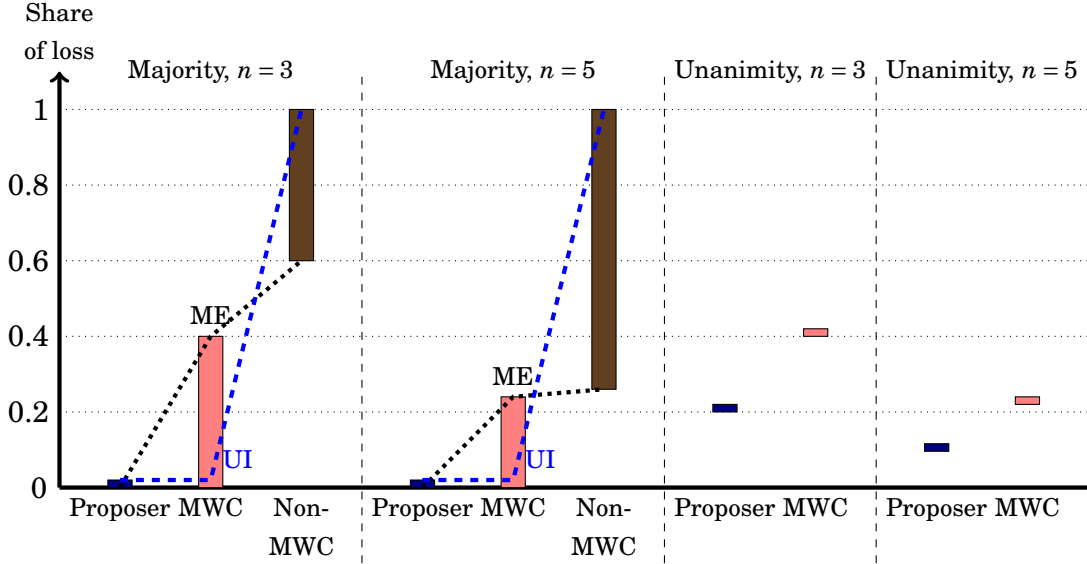 Share
of loss
Majority, n = 3
Majority, n = 5
Unanimity, n = 3
Unanimity, n = 5
1
0.8
0.6
0.4
0.2
0
ME
UI
ME
UI
Proposer MWC Non-
MWC
Proposer MWC Non-
MWC
Proposer MWC
Proposer MWC